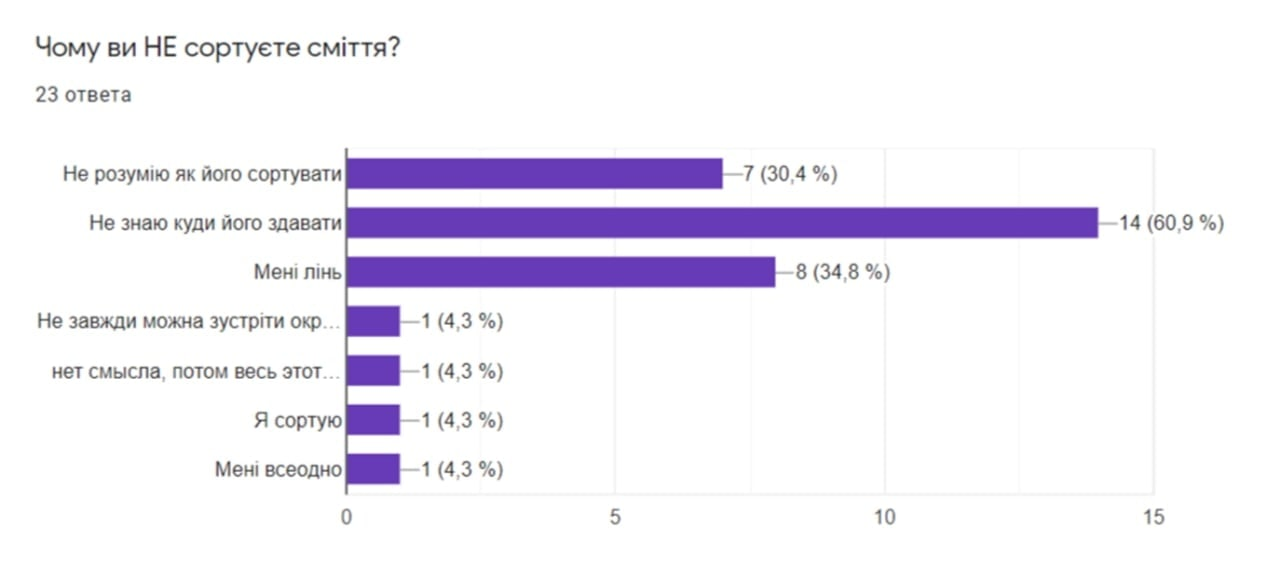 Чому ви НЕ сортуєте сміття?
23 ответа
Не розумію як його сортувати 7 (30,4 %)
Не знаю куди його здавати 14 (60,9 %)
Мені лінь 8 (34,8 %)
Не завжди можна зустріти окр... 1 (4,3 %)
нет смысла, потом весь этот... 1 (4,3 %)
Я сортую 1 (4,3 %)
Мені всеодно 1 (4,3 %)
0 5 10 15